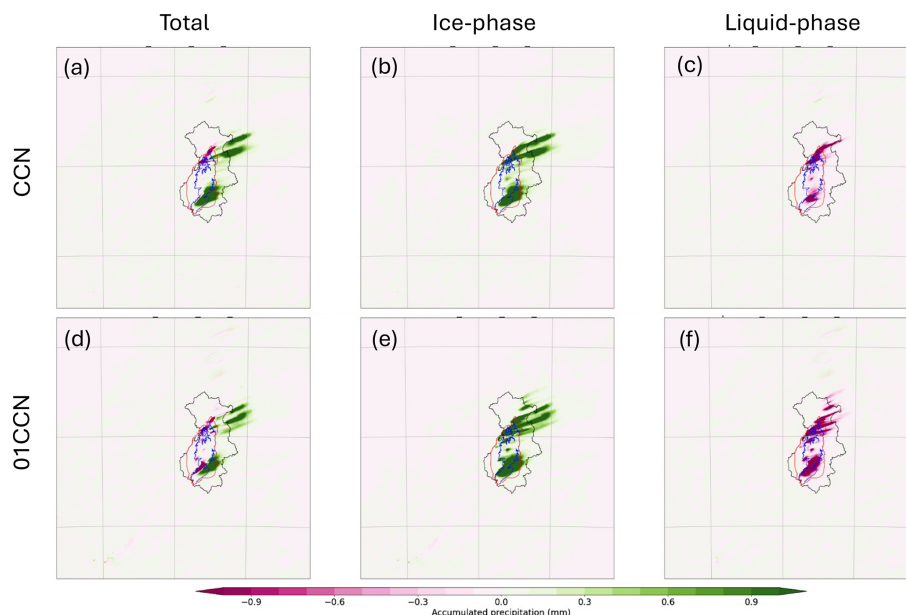 Total Ice-phase Liquid-phase
CCN
(a) (b) (c)
01CCN
(d) (e) (f)
−0.9 −0.6 −0.3 0.0 0.3 0.6 0.9
Accumulated precipitation (mm)